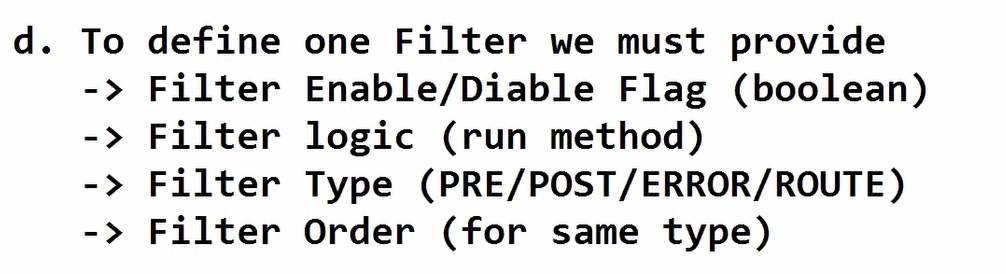 d. To define one Filter we must provide
-> Filter Enable/Diable Flag (boolean)
-> Filter logic (run method)
-> Filter Type (PRE/POST/ERROR/ROUTE)
-> Filter Order (for same type)